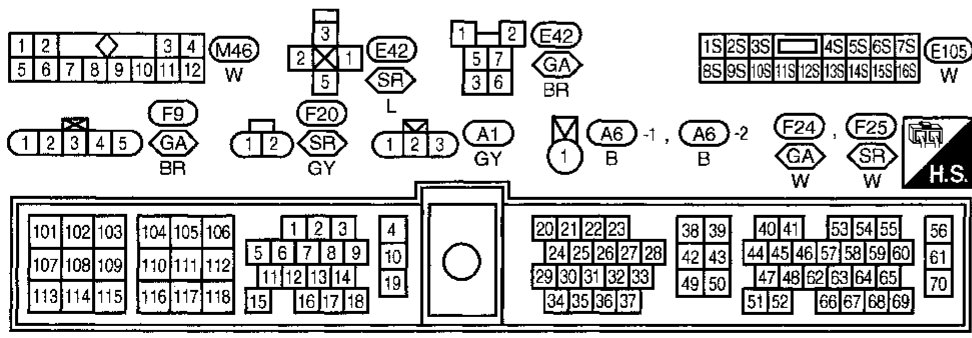 1 2 3 4 M46
5 6 7 8 9 10 11 12 W
3 E42
2 1 SR
5 L
1 2 E42
5 7 GA
3 6 BR
1S 2S 3S 4S 5S 6S 7S E105
8S 9S 10S 11S 12S 13S 14S 15S 16S W
F9
1 2 3 4 5 GA
BR
F20
1 2 SR
GY
1 2 3 A1
GY
1 A6 -1 , A6 -2
B B
F24 , F25
GA SR
W W
H.S.
101 102 103 104 105 106 1 2 3 4 20 21 22 23 38 39 40 41 53 54 55 56
107 108 109 110 111 112 5 6 7 8 9 10 24 25 26 27 28 42 43 44 45 46 57 58 59 60 61
11 12 13 14 19 29 30 31 32 33 49 50 47 48 62 63 64 65 70
113 114 115 116 117 118 15 16 17 18 34 35 36 37 51 52 66 67 68 69